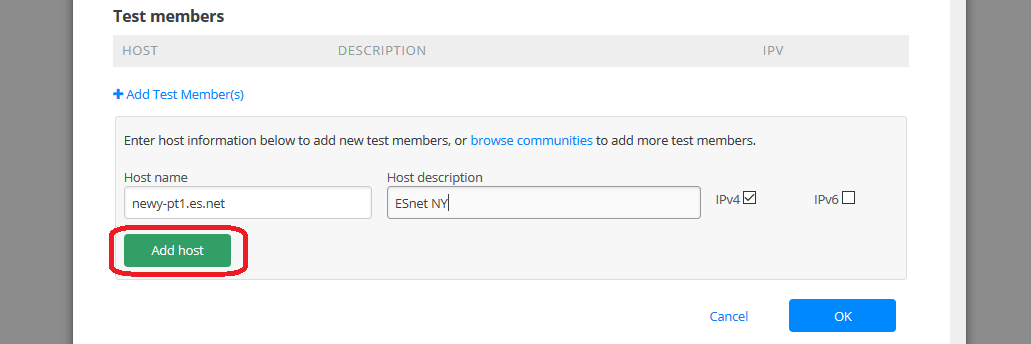 Test members
HOST DESCRIPTION IPV
+ Add Test Member(s)
Enter host information below to add new test members, or browse communities to add more test members.
Host name Host description
newy-pt1.es.net ESnet NY IPv4 IPv6
Add host
Cancel OK